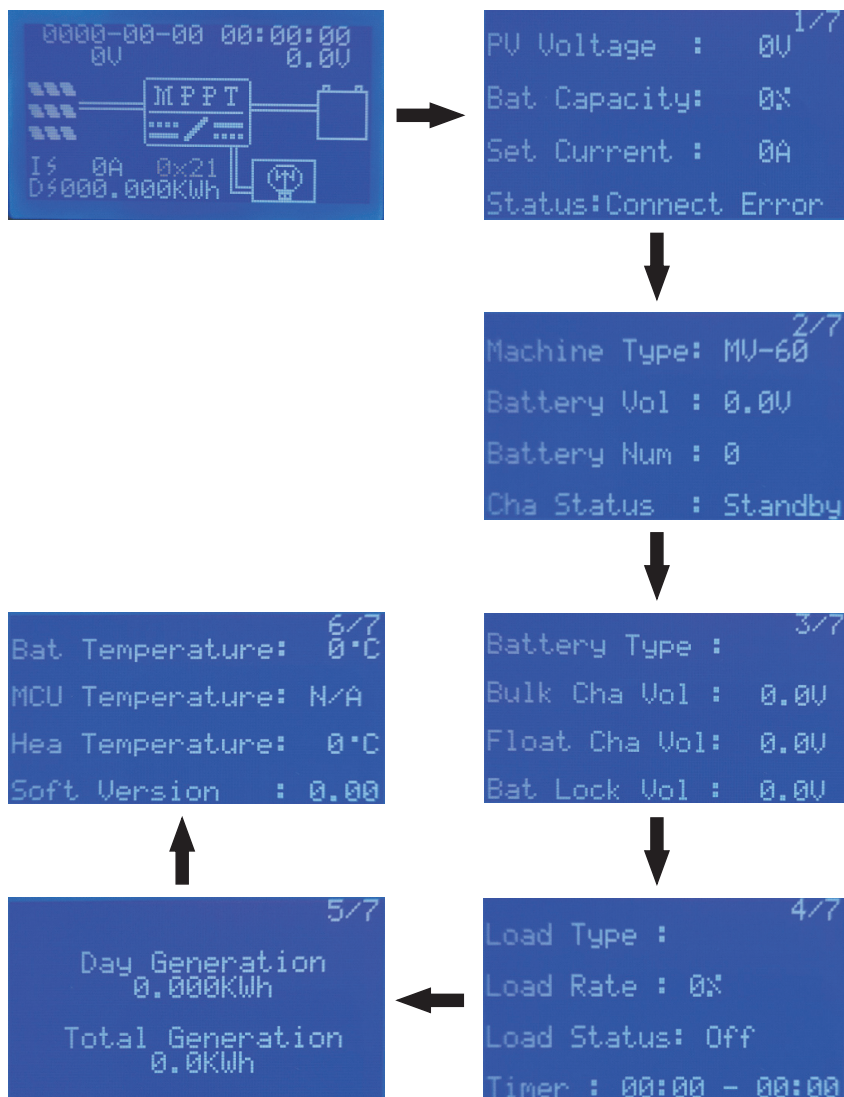 0000-00-00 00:00:00
0V 0.0V
MPPT
I⚡ 0A 0x21
D⚡000.000KWh
1/7
PV Voltage : 0V
Bat Capacity: 0%
Set Current : 0A
Status:Connect Error
2/7
Machine Type: MV-60
Battery Vol : 0.0V
Battery Num : 0
Cha Status : Standby
3/7
Battery Type :
Bulk Cha Vol : 0.0V
Float Cha Vol: 0.0V
Bat Lock Vol : 0.0V
4/7
Load Type :
Load Rate : 0%
Load Status: Off
Timer : 00:00 - 00:00
5/7
Day Generation
0.000KWh
Total Generation
0.0KWh
6/7
Bat Temperature: 0°C
MCU Temperature: N/A
Hea Temperature: 0°C
Soft Version : 0.00